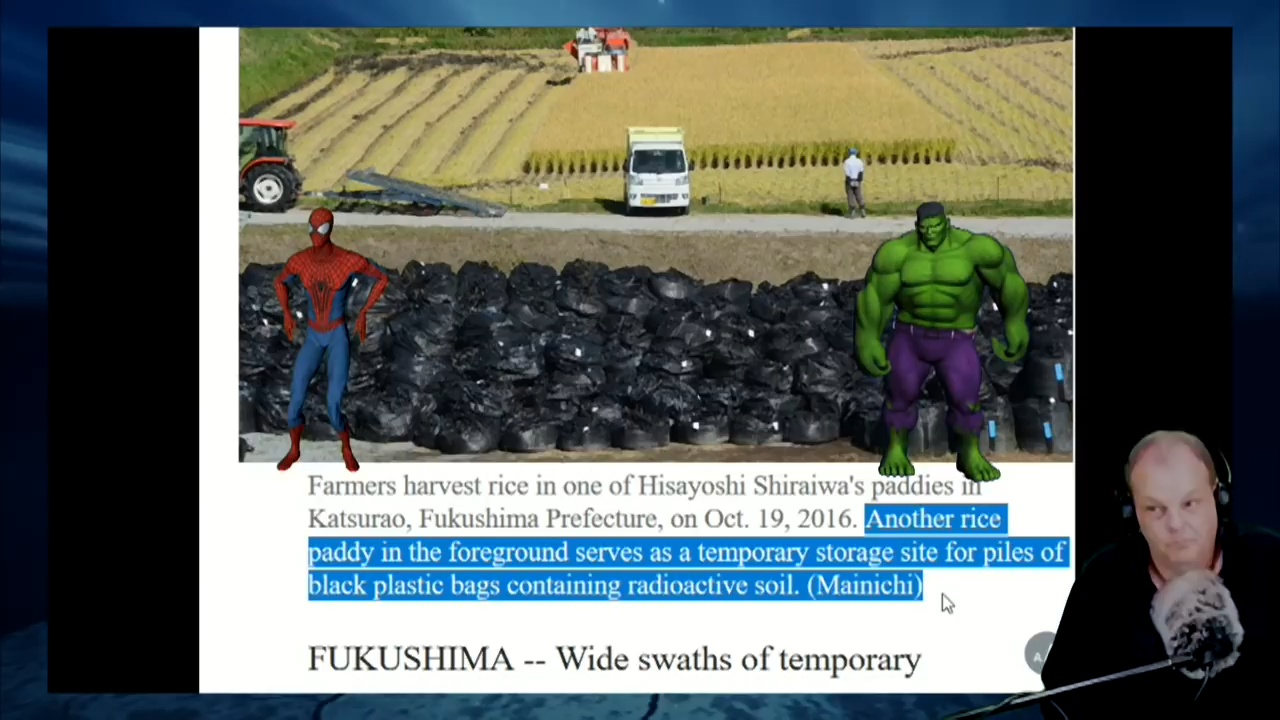 Farmers harvest rice in one of Hisayoshi Shiraiwa's paddies in
Katsurao, Fukushima Prefecture, on Oct. 19, 2016. Another rice
paddy in the foreground serves as a temporary storage site for piles of
black plastic bags containing radioactive soil. (Mainichi)
FUKUSHIMA -- Wide swaths of temporary